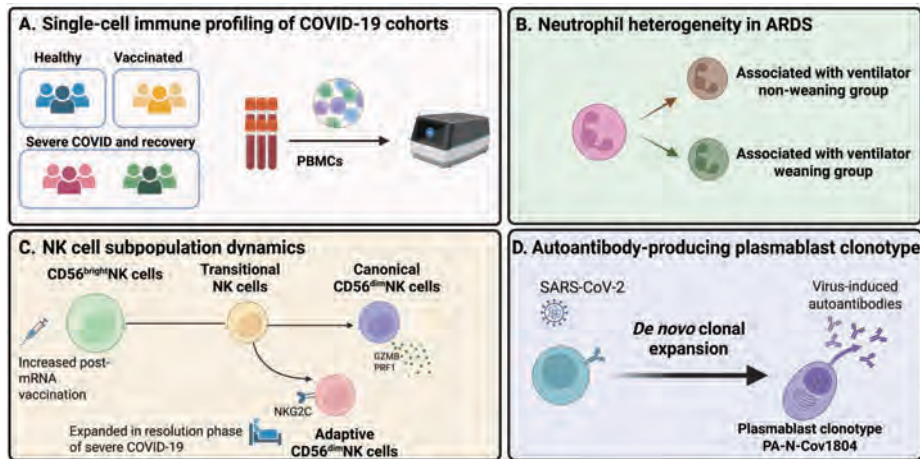 A. Single-cell immune profiling of COVID-19 cohorts
Healthy
Vaccinated
Severe COVID and recovery
PBMCs
B. Neutrophil heterogeneity in ARDS
Associated with ventilator
non-weaning group
Associated with ventilator
weaning group
C. NK cell subpopulation dynamics
CD56brightNK cells
Transitional
NK cells
Canonical
CD56dimNK cells
Increased post-
mRNA
vaccination
GZMB
PRF1
NKG2C
Expanded in resolution phase
of severe COVID-19
Adaptive
CD56dimNK cells
D. Autoantibody-producing plasmablast clonotype
SARS-CoV-2
De novo clonal
expansion
Virus-induced
autoantibodies
Plasmablast clonotype
PA-N-Cov1804